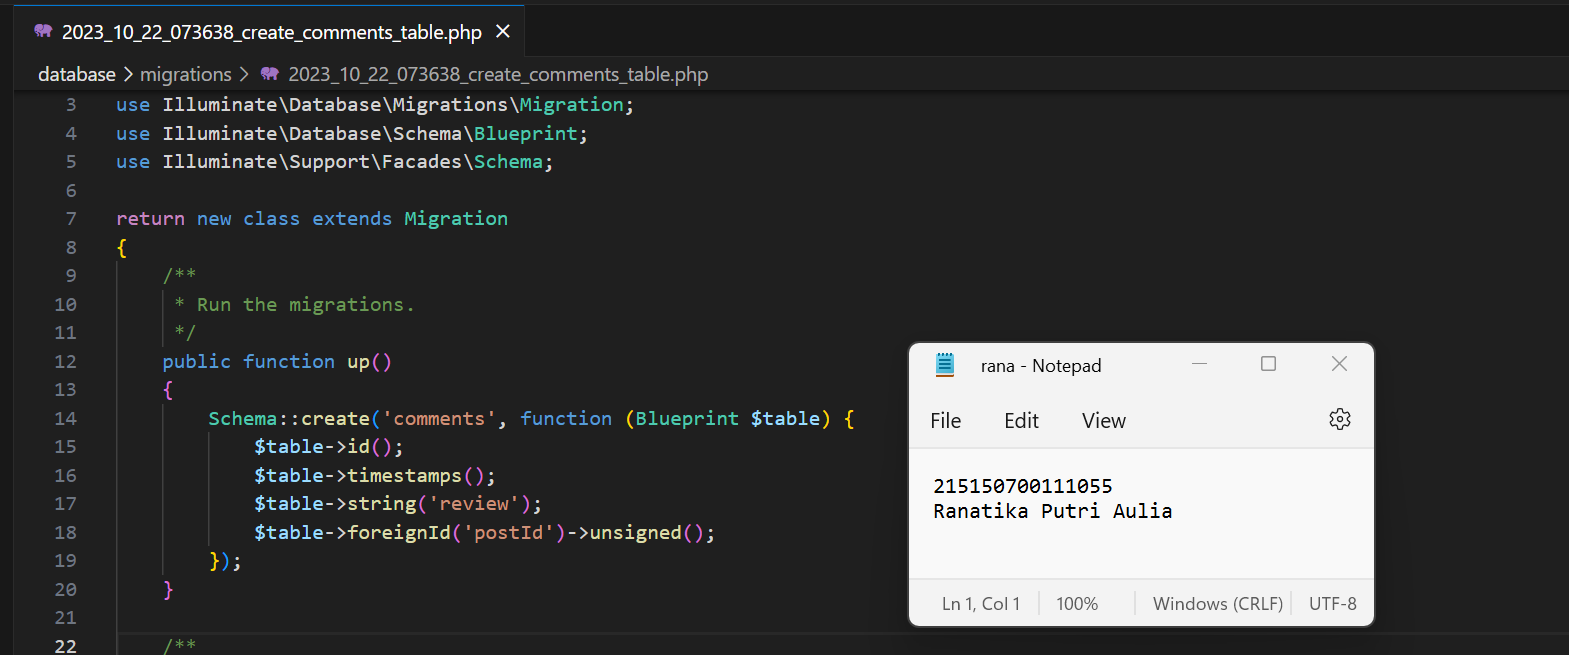 2023_10_22_073638_create_comments_table.php
database > migrations > 2023_10_22_073638_create_comments_table.php
3 use Illuminate\Database\Migrations\Migration;
4 use Illuminate\Database\Schema\Blueprint;
5 use Illuminate\Support\Facades\Schema;
6
7 return new class extends Migration
8 {
9 /**
10 * Run the migrations.
11 */
12 public function up()
13 {
14 Schema::create('comments', function (Blueprint $table) {
15 $table->id();
16 $table->timestamps();
17 $table->string('review');
18 $table->foreignId('postId')->unsigned();
19 });
20 }
21
22 /**
rana - Notepad
File Edit View
215150700111055
Ranatika Putri Aulia
Ln 1, Col 1 100% Windows (CRLF) UTF-8